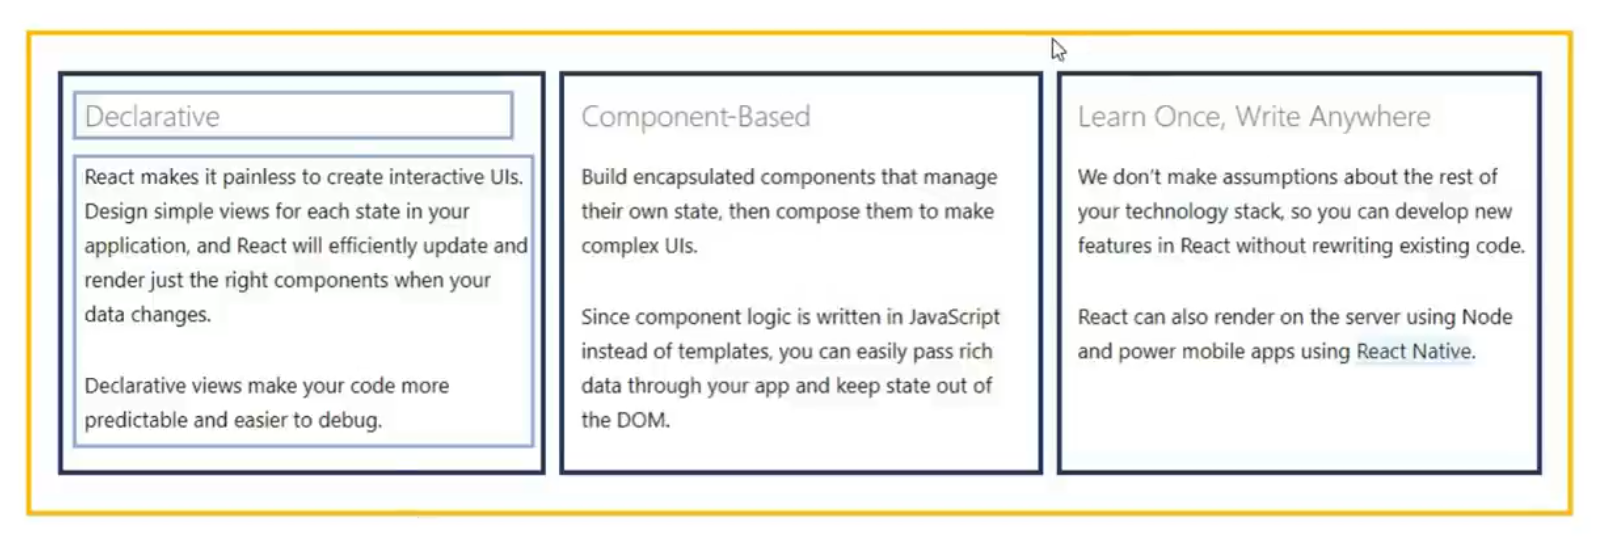 Declarative
React makes it painless to create interactive UIs.
Design simple views for each state in your
application, and React will efficiently update and
render just the right components when your
data changes.
Declarative views make your code more
predictable and easier to debug.
Component-Based
Build encapsulated components that manage
their own state, then compose them to make
complex UIs.
Since component logic is written in JavaScript
instead of templates, you can easily pass rich
data through your app and keep state out of
the DOM.
Learn Once, Write Anywhere
We don’t make assumptions about the rest of
your technology stack, so you can develop new
features in React without rewriting existing code.
React can also render on the server using Node
and power mobile apps using React Native.